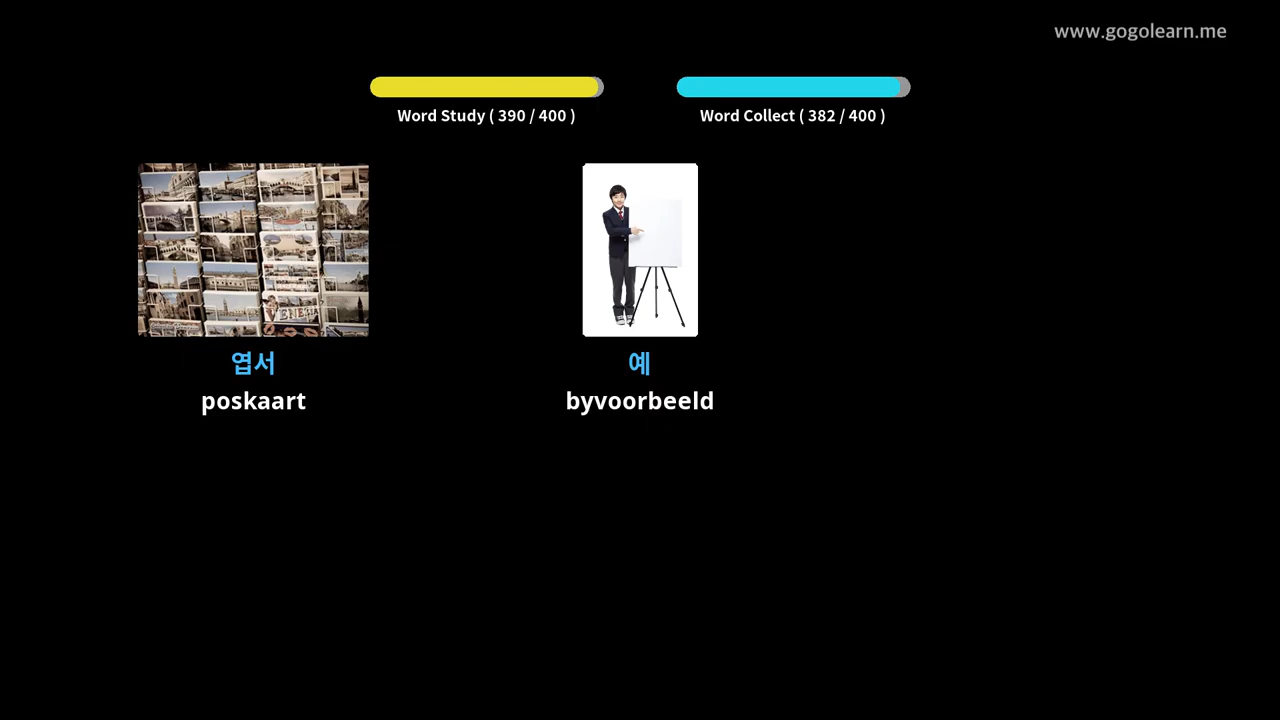 www.gogolearn.me
Word Study ( 390 / 400 )
Word Collect ( 382 / 400 )
엽서
poskaart
예
byvoorbeeld